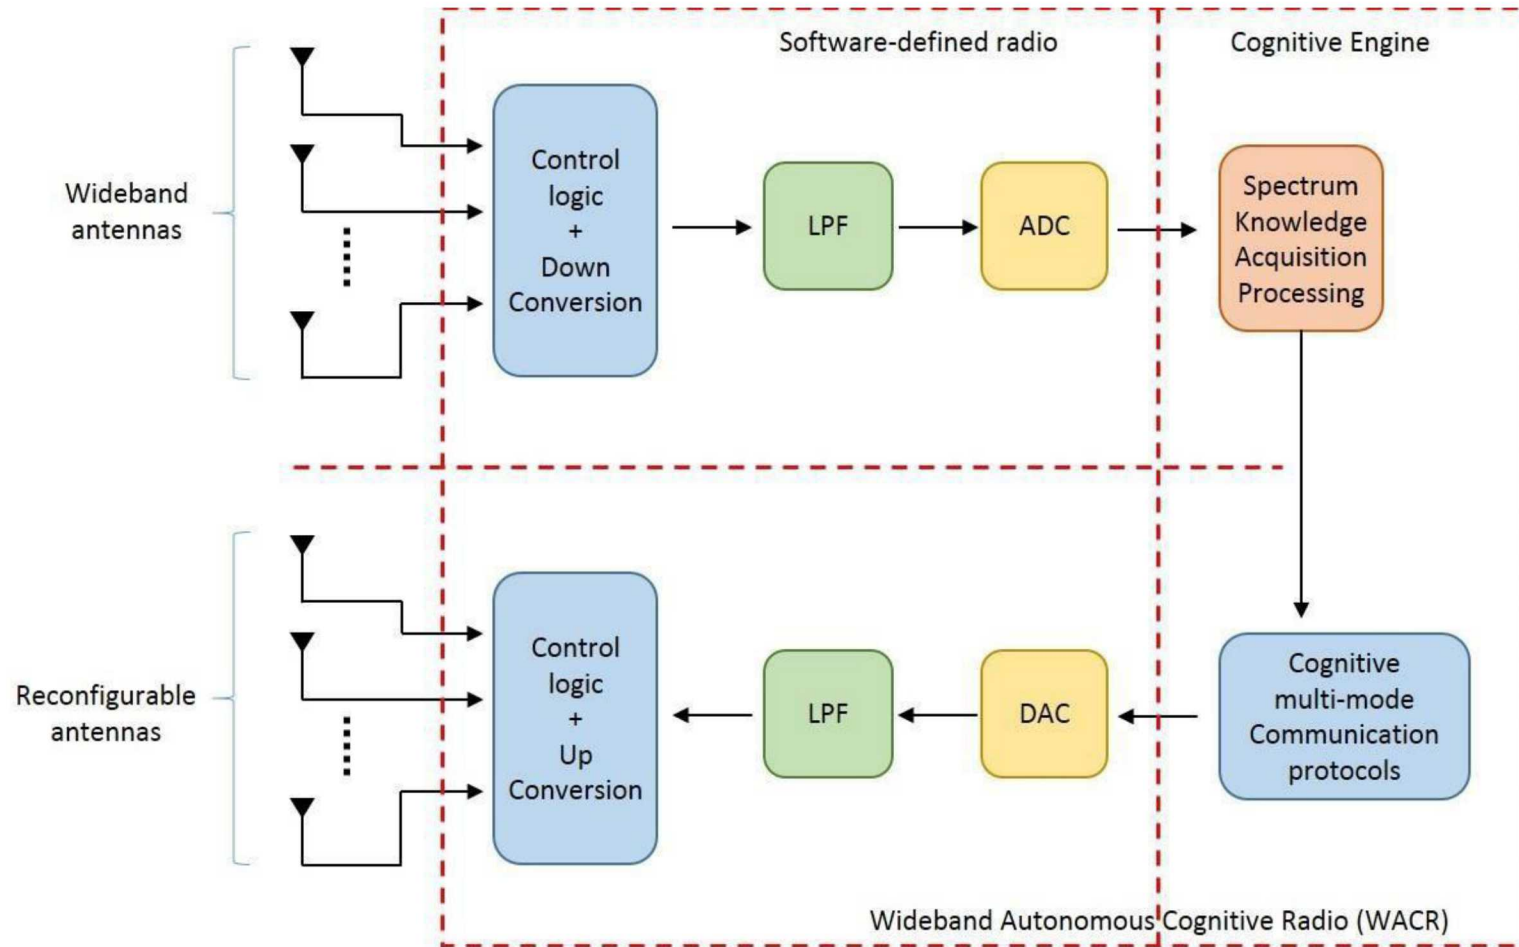 Software-defined radio
Cognitive Engine
Wideband
antennas
Control
logic
+
Down
Conversion
LPF
ADC
Spectrum
Knowledge
Acquisition
Processing
Reconfigurable
antennas
Control
logic
+
Up
Conversion
LPF
DAC
Cognitive
multi-mode
Communication
protocols
Wideband Autonomous Cognitive Radio (WACR)